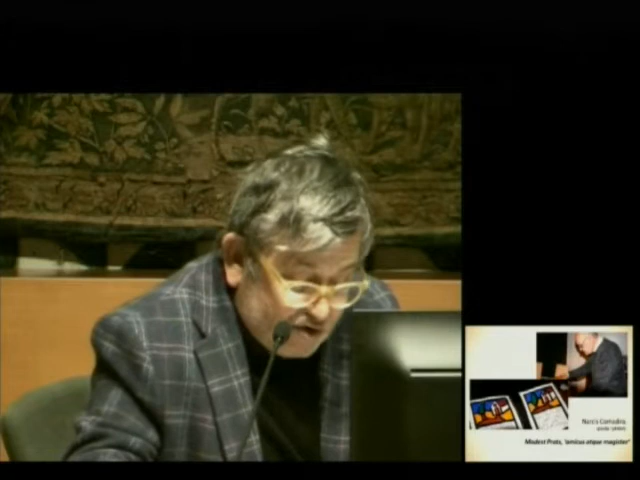 Narcís Comadira,
Modest Prats, 'amicus atque magister'